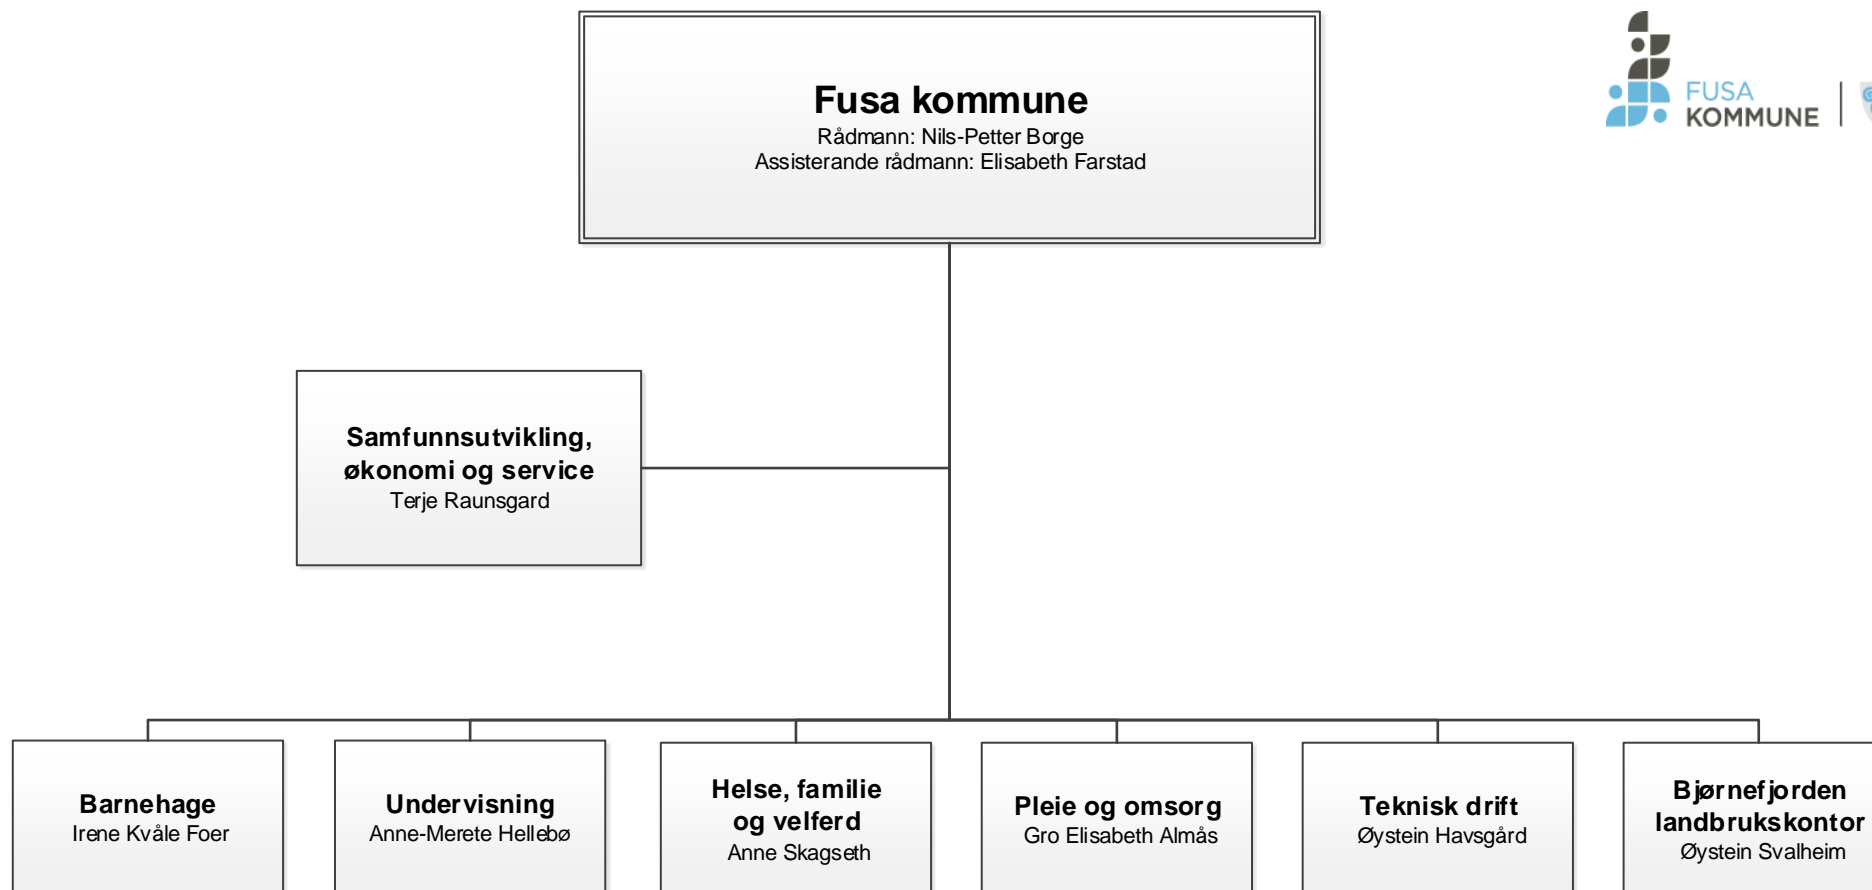 Fusa kommune
Rådmann: Nils-Petter Borge
Assisterande rådmann: Elisabeth Farstad
FUSA
KOMMUNE
Samfunnsutvikling,
økonomi og service
Terje Raunsgard
Barnehage
Irene Kvåle Foer
Undervisning
Anne-Merete Hellebø
Helse, familie
og velferd
Anne Skagseth
Pleie og omsorg
Gro Elisabeth Almås
Teknisk drift
Øystein Havsgård
Bjørnefjorden
landbrukskontor
Øystein Svalheim